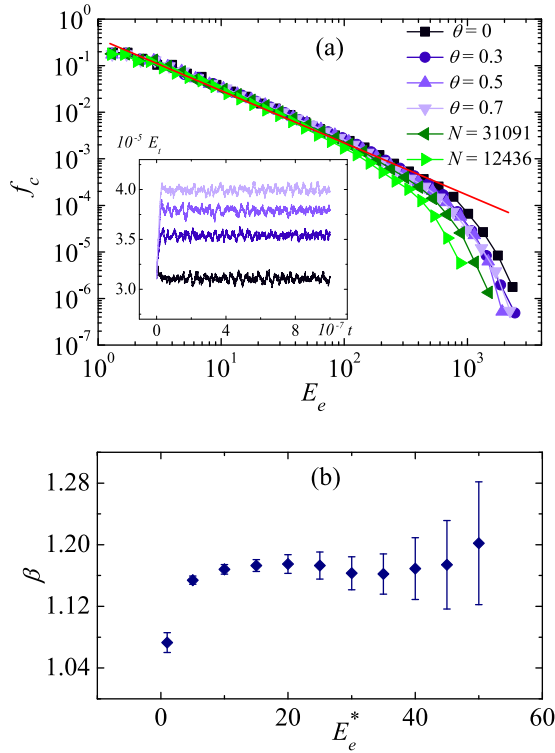 (a)
θ = 0
θ = 0.3
θ = 0.5
θ = 0.7
N = 31091
N = 12436
10^0
10^-1
10^-2
10^-3
10^-4
10^-5
10^-6
10^-7
f_c
10^-5 E_t
4.0
3.5
3.0
0 4 8 10^-7 t
10^0 10^1 10^2 10^3
E_e
(b)
1.28
1.20
1.12
1.04
β
0 20 40 60
E_e^*